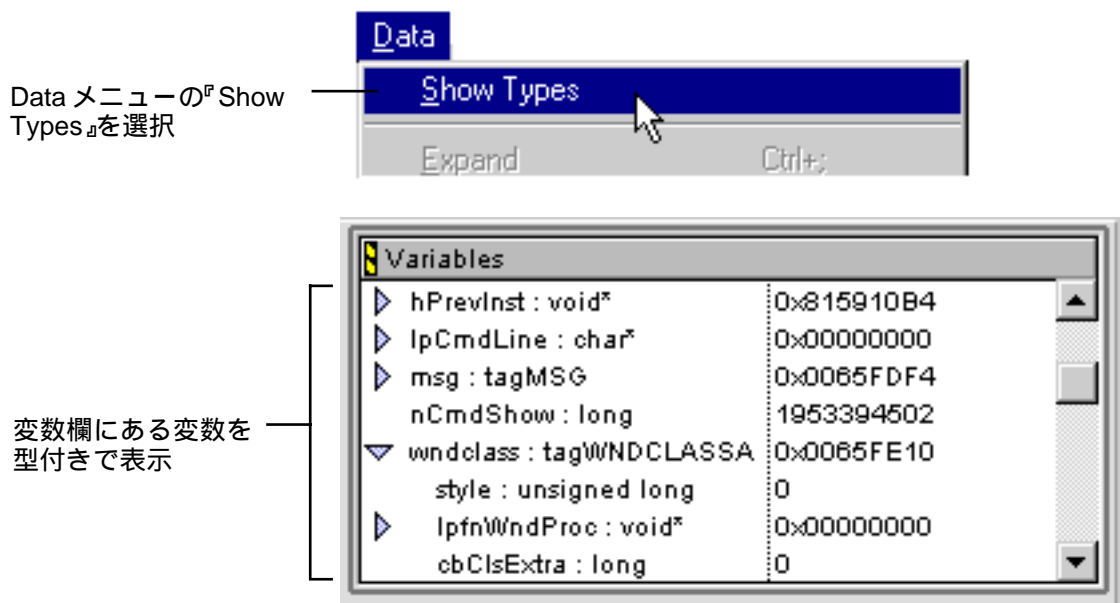 Data
Data メニューの『Show
Types』を選択
Show Types
Expand Ctrl+;
Variables
hPrevInst : void* 0x815910B4
lpCmdLine : char* 0x00000000
msg : tagMSG 0x0065FDF4
nCmdShow : long 1953394502
変数欄にある変数を
型付きで表示
wndclass : tagWNDCLASSA 0x0065FE10
style : unsigned long 0
lpfnWndProc : void* 0x00000000
cbClsExtra : long 0